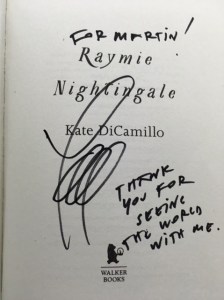 FOR MARTIN!
Raymie
Nightingale
Kate DiCamillo
THANK
YOU FOR
SEEING
THE WORLD
WITH ME.
WALKER
BOOKS